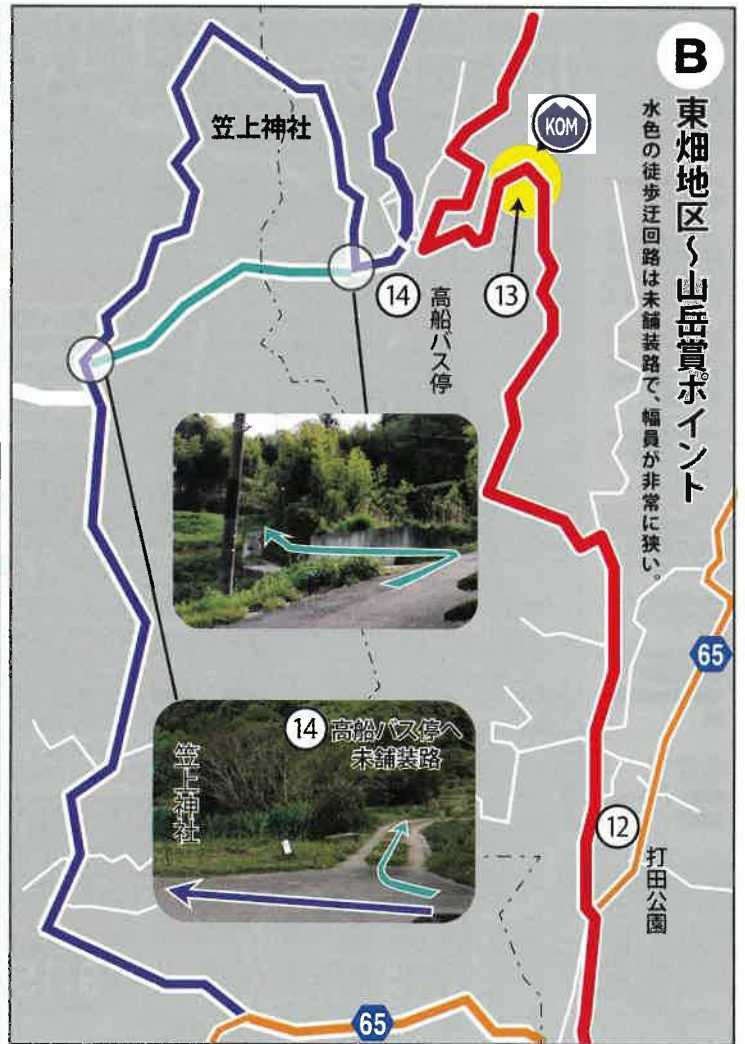 B
東畑地区~山岳賞ポイント
水色の徒歩迂回路は未舗装路で、幅員が非常に狭い。
KOM
笠上神社
13
14
高船バス停
65
14 高船バス停へ
未舗装路
笠上神社
12
打田公園
65